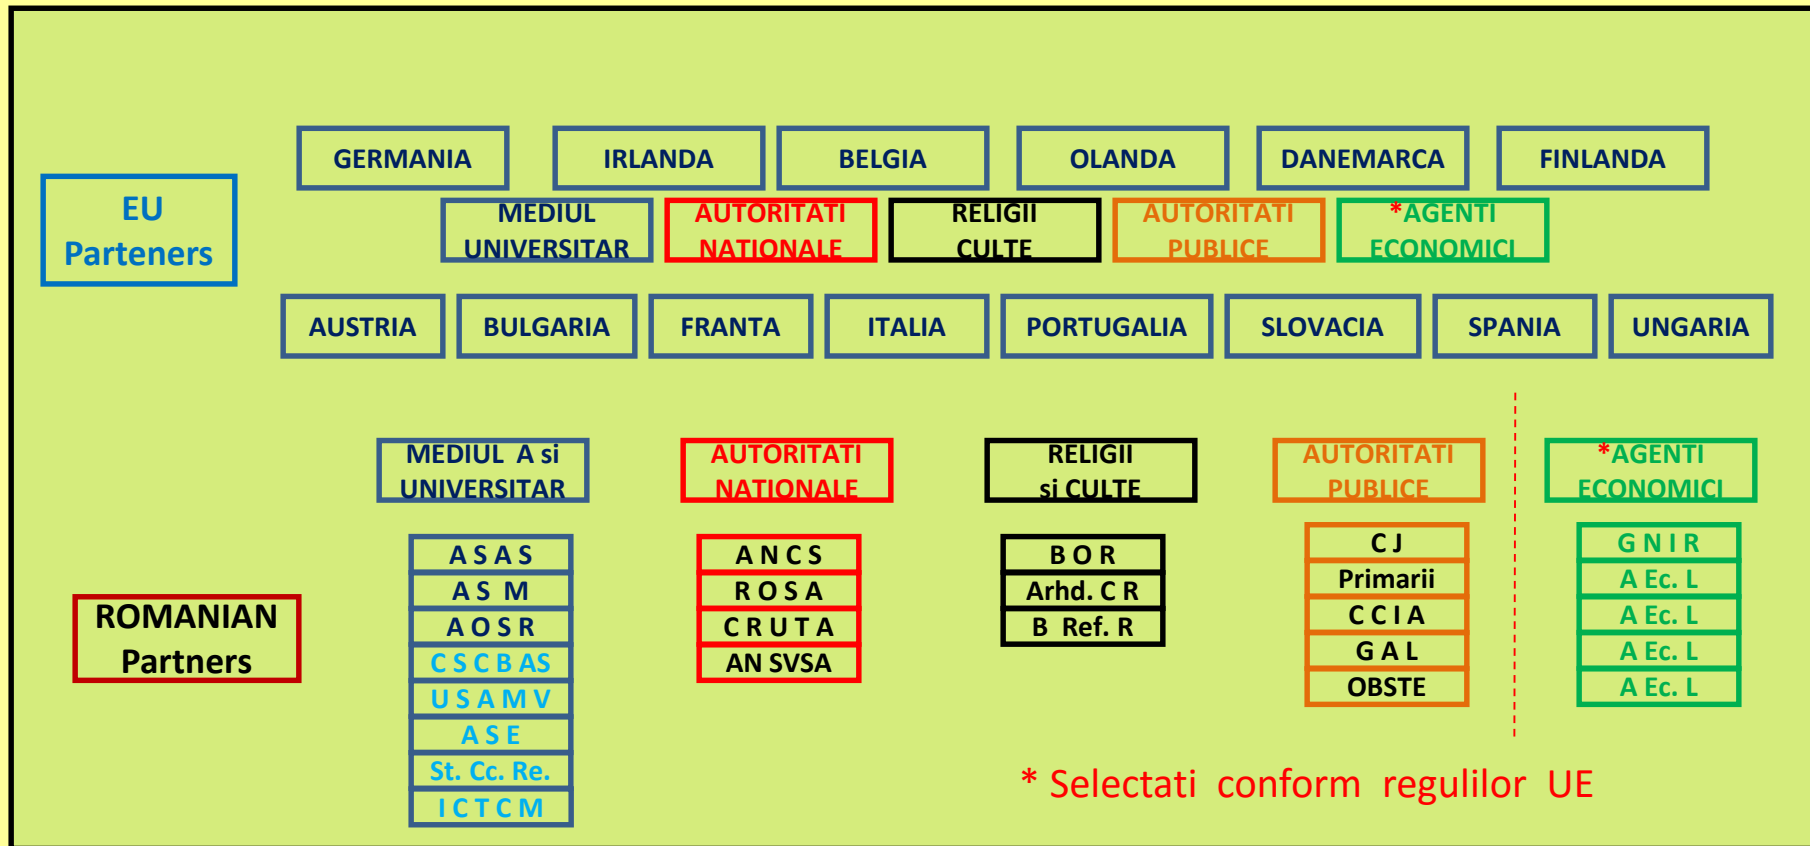 GERMANIA
IRLANDA
BELGIA
OLANDA
DANEMARCA
FINLANDA
EU
Parteners
MEDIUL
UNIVERSITAR
AUTORITATI
NATIONALE
RELIGII
CULTE
AUTORITATI
PUBLICE
*AGENTI
ECONOMICI
AUSTRIA
BULGARIA
FRANTA
ITALIA
PORTUGALIA
SLOVACIA
SPANIA
UNGARIA
ROMANIAN
Partners
MEDIUL A si
UNIVERSITAR
A S A S
A S M
A O S R
C S C B AS
U S A M V
A S E
St. Cc. Re.
I C T C M
AUTORITATI
NATIONALE
A N C S
R O S A
C R U T A
AN SVSA
RELIGII
si CULTE
B O R
Arhd. C R
B Ref. R
AUTORITATI
PUBLICE
C J
Primarii
C C I A
G A L
OBSTE
*AGENTI
ECONOMICI
G N I R
A Ec. L
A Ec. L
A Ec. L
A Ec. L
* Selectati conform regulilor UE